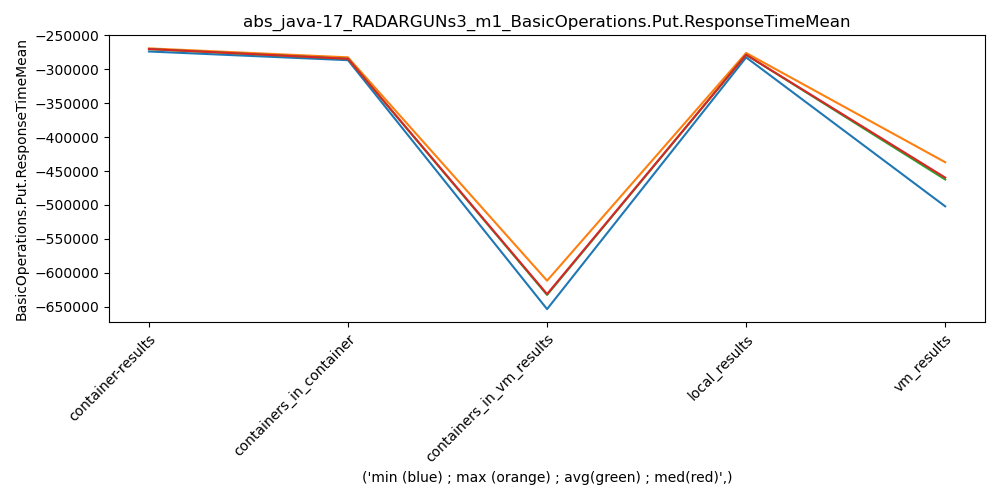 abs_java-17_RADARGUNs3_m1_BasicOperations.Put.ResponseTimeMean
BasicOperations.Put.ResponseTimeMean
−250000
−300000
−350000
−400000
−450000
−500000
−550000
−600000
−650000
container-results
containers_in_container
containers_in_vm_results
local_results
vm_results
('min (blue) ; max (orange) ; avg(green) ; med(red)',)